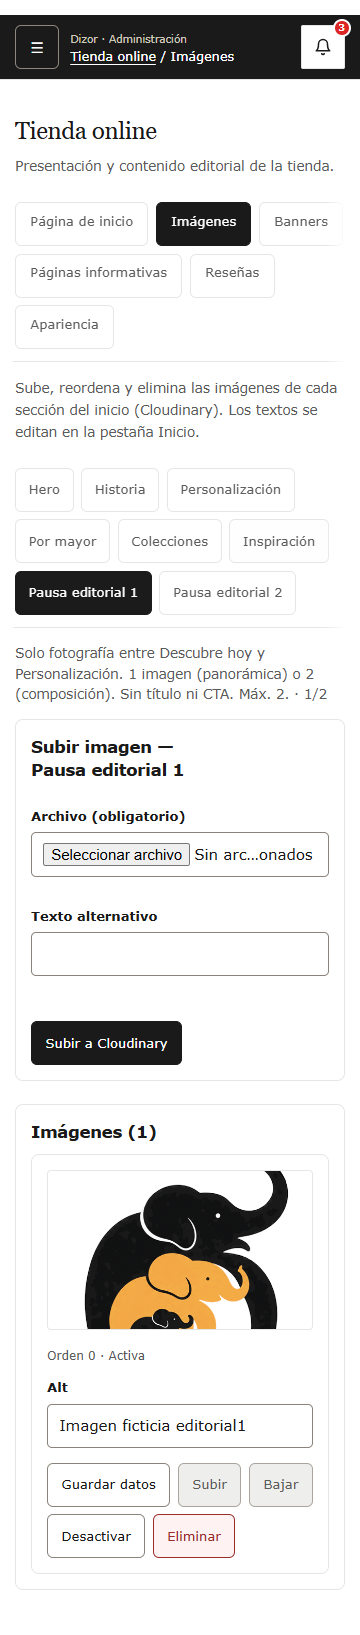 ☰
Dizor · Administración
Tienda online / Imágenes
3
Tienda online
Presentación y contenido editorial de la tienda.
Página de inicio
Imágenes
Banners
Páginas informativas
Reseñas
Apariencia
Sube, reordena y elimina las imágenes de cada
sección del inicio (Cloudinary). Los textos se
editan en la pestaña Inicio.
Hero
Historia
Personalización
Por mayor
Colecciones
Inspiración
Pausa editorial 1
Pausa editorial 2
Solo fotografía entre Descubre hoy y
Personalización. 1 imagen (panorámica) o 2
(composición). Sin título ni CTA. Máx. 2. · 1/2
Subir imagen —
Pausa editorial 1
Archivo (obligatorio)
Seleccionar archivo Sin arc...onados
Texto alternativo
Subir a Cloudinary
Imágenes (1)
Orden 0 · Activa
Alt
Imagen ficticia editorial1
Guardar datos
Subir
Bajar
Desactivar
Eliminar